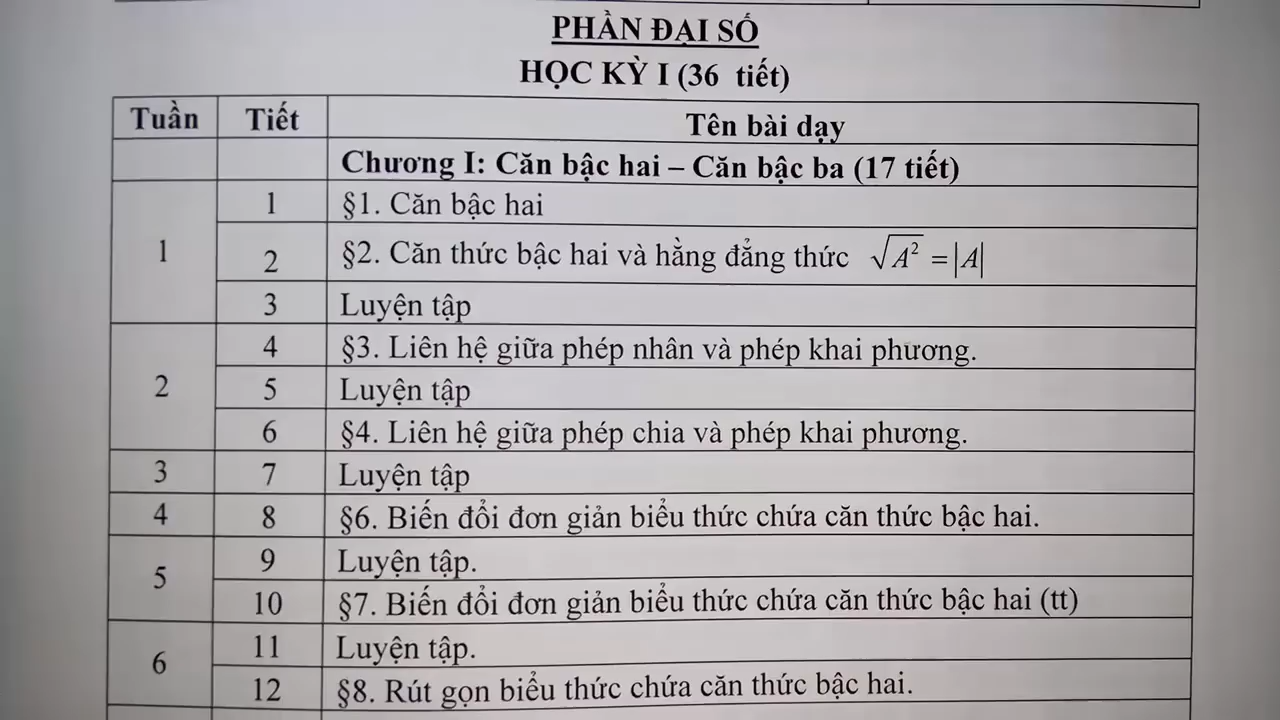 PHẦN ĐẠI SỐ
HỌC KỲ I (36 tiết)
Tuần Tiết Tên bài dạy
Chương I: Căn bậc hai – Căn bậc ba (17 tiết)
1 1 §1. Căn bậc hai
2 §2. Căn thức bậc hai và hằng đẳng thức √A² = |A|
3 Luyện tập
2 4 §3. Liên hệ giữa phép nhân và phép khai phương.
5 Luyện tập
6 §4. Liên hệ giữa phép chia và phép khai phương.
3 7 Luyện tập
4 8 §6. Biến đổi đơn giản biểu thức chứa căn thức bậc hai.
5 9 Luyện tập.
10 §7. Biến đổi đơn giản biểu thức chứa căn thức bậc hai (tt)
6 11 Luyện tập.
12 §8. Rút gọn biểu thức chứa căn thức bậc hai.